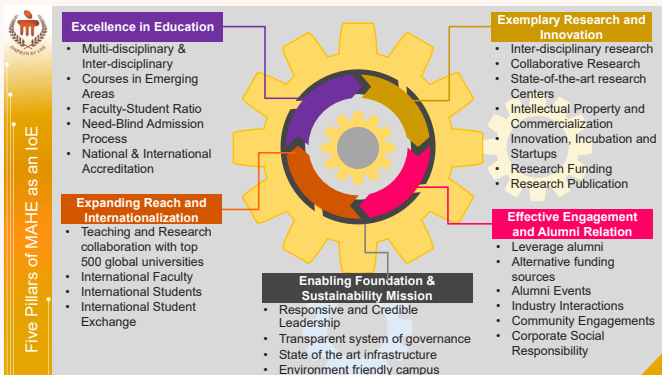 INSPIRED BY LIFE
Five Pillars of MAHE as an IoE
Excellence in Education
• Multi-disciplinary &
Inter-disciplinary
• Courses in Emerging
Areas
• Faculty-Student Ratio
• Need-Blind Admission
Process
• National & International
Accreditation
Expanding Reach and
Internationalization
• Teaching and Research
collaboration with top
500 global universities
• International Faculty
• International Students
• International Student
Exchange
Enabling Foundation &
Sustainability Mission
• Responsive and Credible
Leadership
• Transparent system of governance
• State of the art infrastructure
• Environment friendly campus
Exemplary Research and
Innovation
• Inter-disciplinary research
• Collaborative Research
• State-of-the-art research
Centers
• Intellectual Property and
Commercialization
• Innovation, Incubation and
Startups
• Research Funding
• Research Publication
Effective Engagement
and Alumni Relation
• Leverage alumni
• Alternative funding
sources
• Alumni Events
• Industry Interactions
• Community Engagements
• Corporate Social
Responsibility